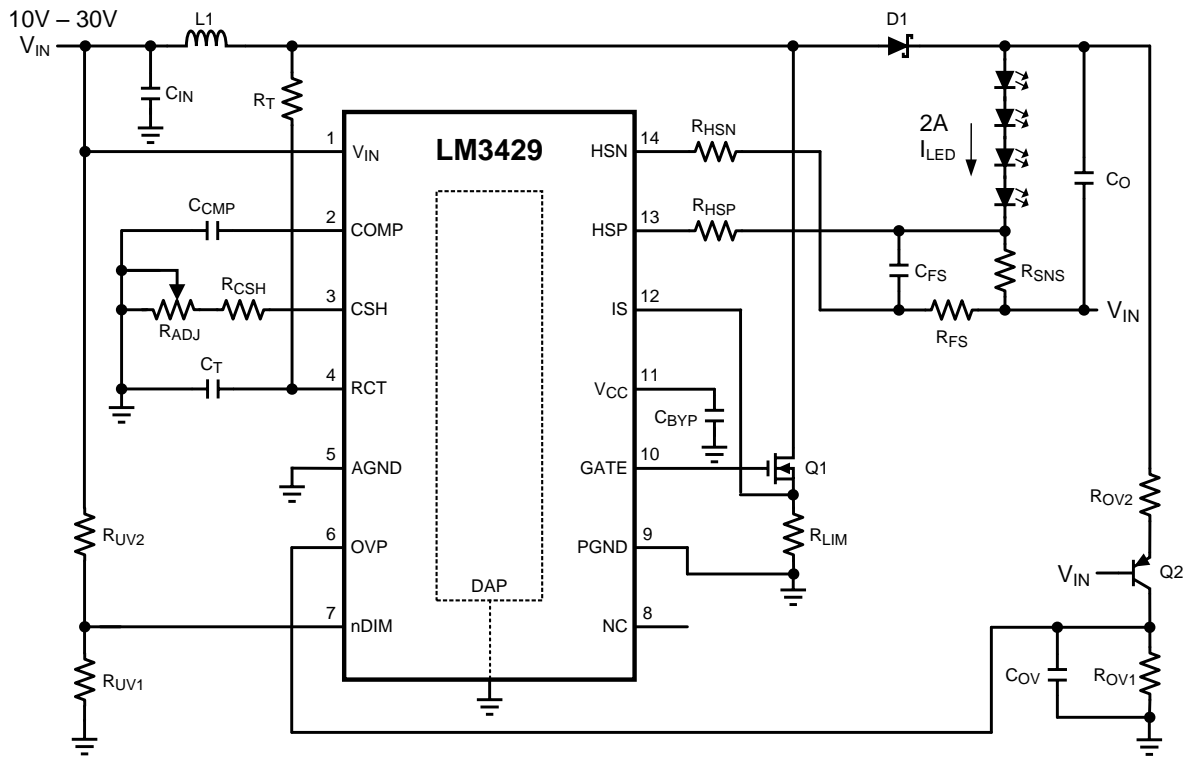 10V – 30V
VIN
L1
D1
CIN
RT
LM3429
1
VIN
HSN
14
RHSN
2A
ILED
CO
CCMP
2
COMP
HSP
13
RHSP
CFS
RSNS
RCSH
3
CSH
IS
12
RADJ
RFS
VIN
CT
4
RCT
VCC
11
CBYP
5
AGND
GATE
10
Q1
ROV2
RUV2
6
OVP
PGND
9
RLIM
DAP
VIN
Q2
7
nDIM
NC
8
RUV1
COV
ROV1